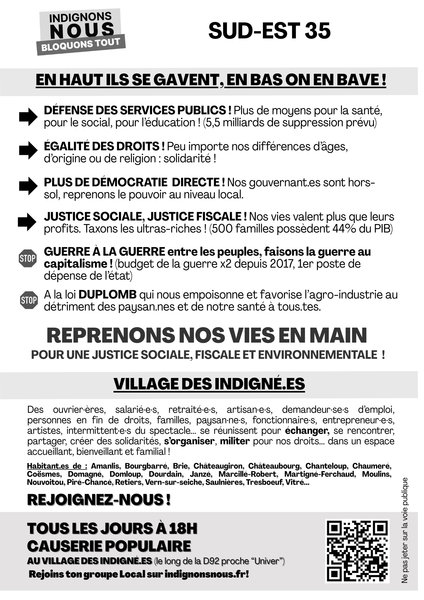 INDIGNONS
NOUS
BLOQUONS TOUT
SUD-EST 35
EN HAUT ILS SE GAVENT, EN BAS ON EN BAVE !
DÉFENSE DES SERVICES PUBLICS ! Plus de moyens pour la santé,
pour le social, pour l'éducation ! (5,5 milliards de suppression prévu)
ÉGALITÉ DES DROITS ! Peu importe nos différences d'âges,
d'origine ou de religion : solidarité !
PLUS DE DÉMOCRATIE DIRECTE ! Nos gouvernant.es sont hors-
sol, reprenons le pouvoir au niveau local.
JUSTICE SOCIALE, JUSTICE FISCALE ! Nos vies valent plus que leurs
profits. Taxons les ultras-riches ! (500 familles possèdent 44% du PIB)
STOP
GUERRE À LA GUERRE entre les peuples, faisons la guerre au
capitalisme ! (budget de la guerre x2 depuis 2017, 1er poste de
dépense de l'état)
STOP
A la loi DUPLOMB qui nous empoisonne et favorise l'agro-industrie au
détriment des paysan.nes et de notre santé à tous.tes.
REPRENONS NOS VIES EN MAIN
POUR UNE JUSTICE SOCIALE, FISCALE ET ENVIRONNEMENTALE !
VILLAGE DES INDIGNÉ.ES
Des ouvrier·ères, salarié·e·s, retraité·e·s, artisan·e·s, demandeur·se·s d'emploi,
personnes en fin de droits, familles, paysan·ne·s, fonctionnaire·s, entrepreneur·e·s,
artistes, intermittent·e·s du spectacle... se réunissent pour échanger, se rencontrer,
partager, créer des solidarités, s'organiser, militer pour nos droits... dans un espace
accueillant, bienveillant et familial !
Habitant.es de : Amanlis, Bourgbarré, Brie, Châteaugiron, Châteaubourg, Chanteloup, Chaumeré,
Coësmes, Domagné, Domloup, Dourdain, Janzé, Marcillé-Robert, Martigné-Ferchaud, Moulins,
Nouvoitou, Piré-Chancé, Retiers, Vern-sur-seiche, Saulnières, Tresboeuf, Vitré...
REJOIGNEZ-NOUS !
TOUS LES JOURS À 18H
CAUSERIE POPULAIRE
AU VILLAGE DES INDIGNÉ.ES (le long de la D92 proche "Univer")
Rejoins ton groupe Local sur indignonsnous.fr!
Ne pas jeter sur la voie publique